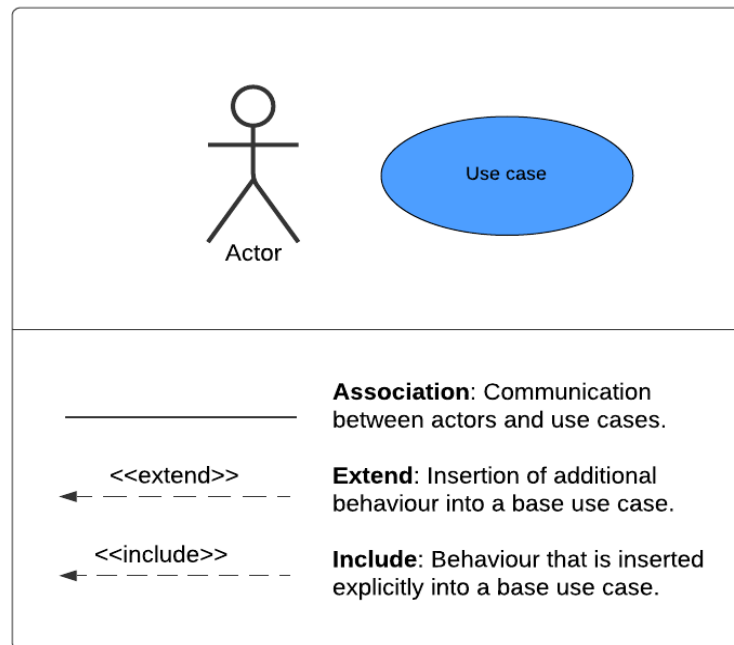 Use case
Actor
Association: Communication
between actors and use cases.
<<extend>>
Extend: Insertion of additional
behaviour into a base use case.
<<include>>
Include: Behaviour that is inserted
explicitly into a base use case.